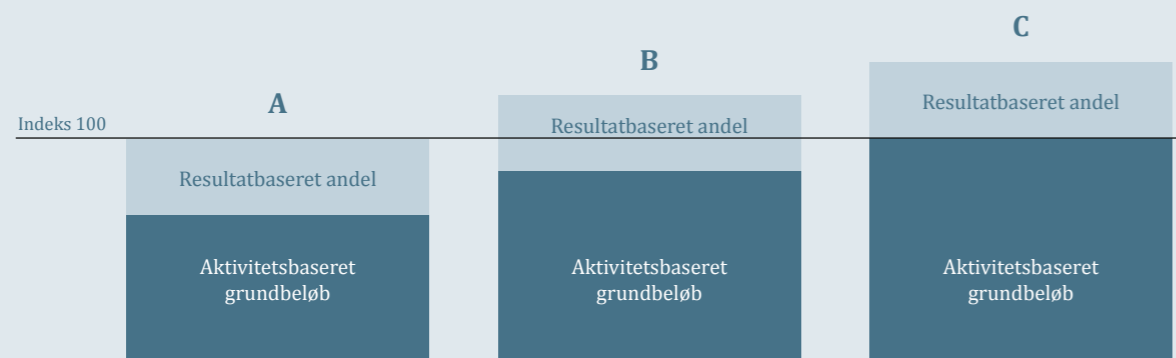 Indeks 100
A
Resultatbaseret andel
Aktivitetsbaseret
grundbeløb
B
Resultatbaseret andel
Aktivitetsbaseret
grundbeløb
C
Resultatbaseret andel
Aktivitetsbaseret
grundbeløb